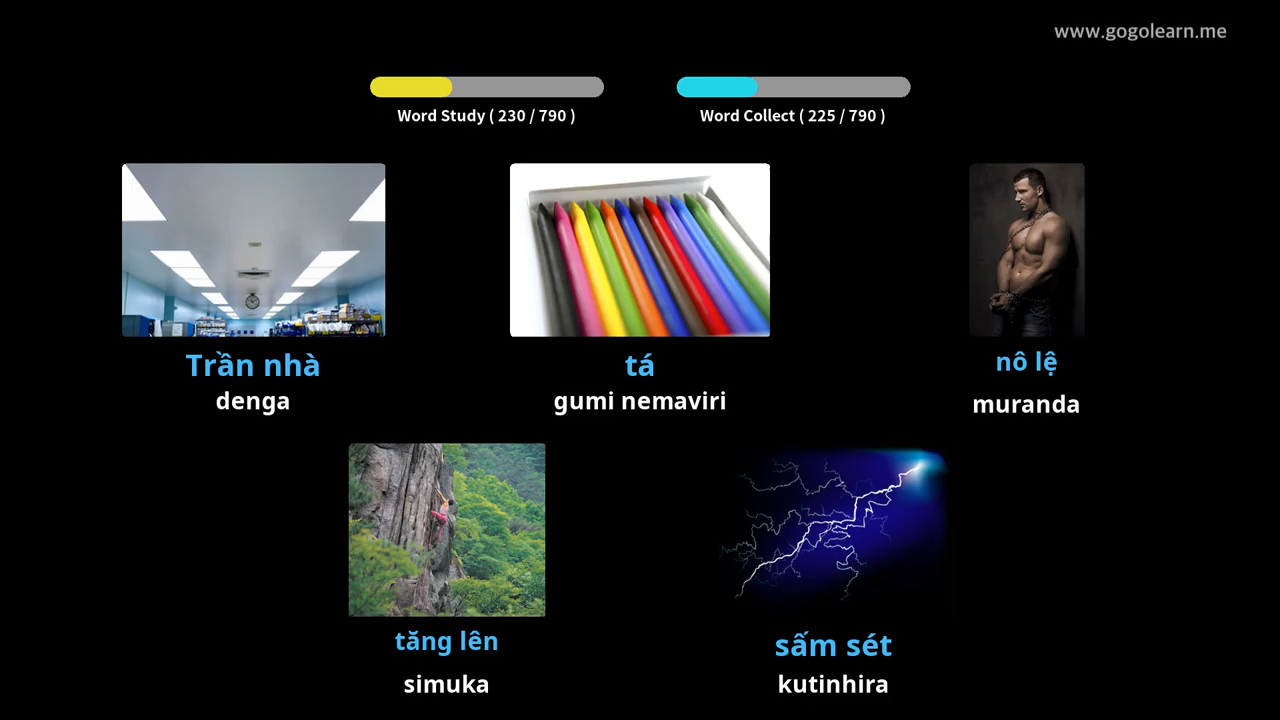 www.gogolearn.me
Word Study ( 230 / 790 )
Word Collect ( 225 / 790 )
Trần nhà
denga
tá
gumi nemaviri
nô lệ
muranda
tăng lên
simuka
sấm sét
kutinhira